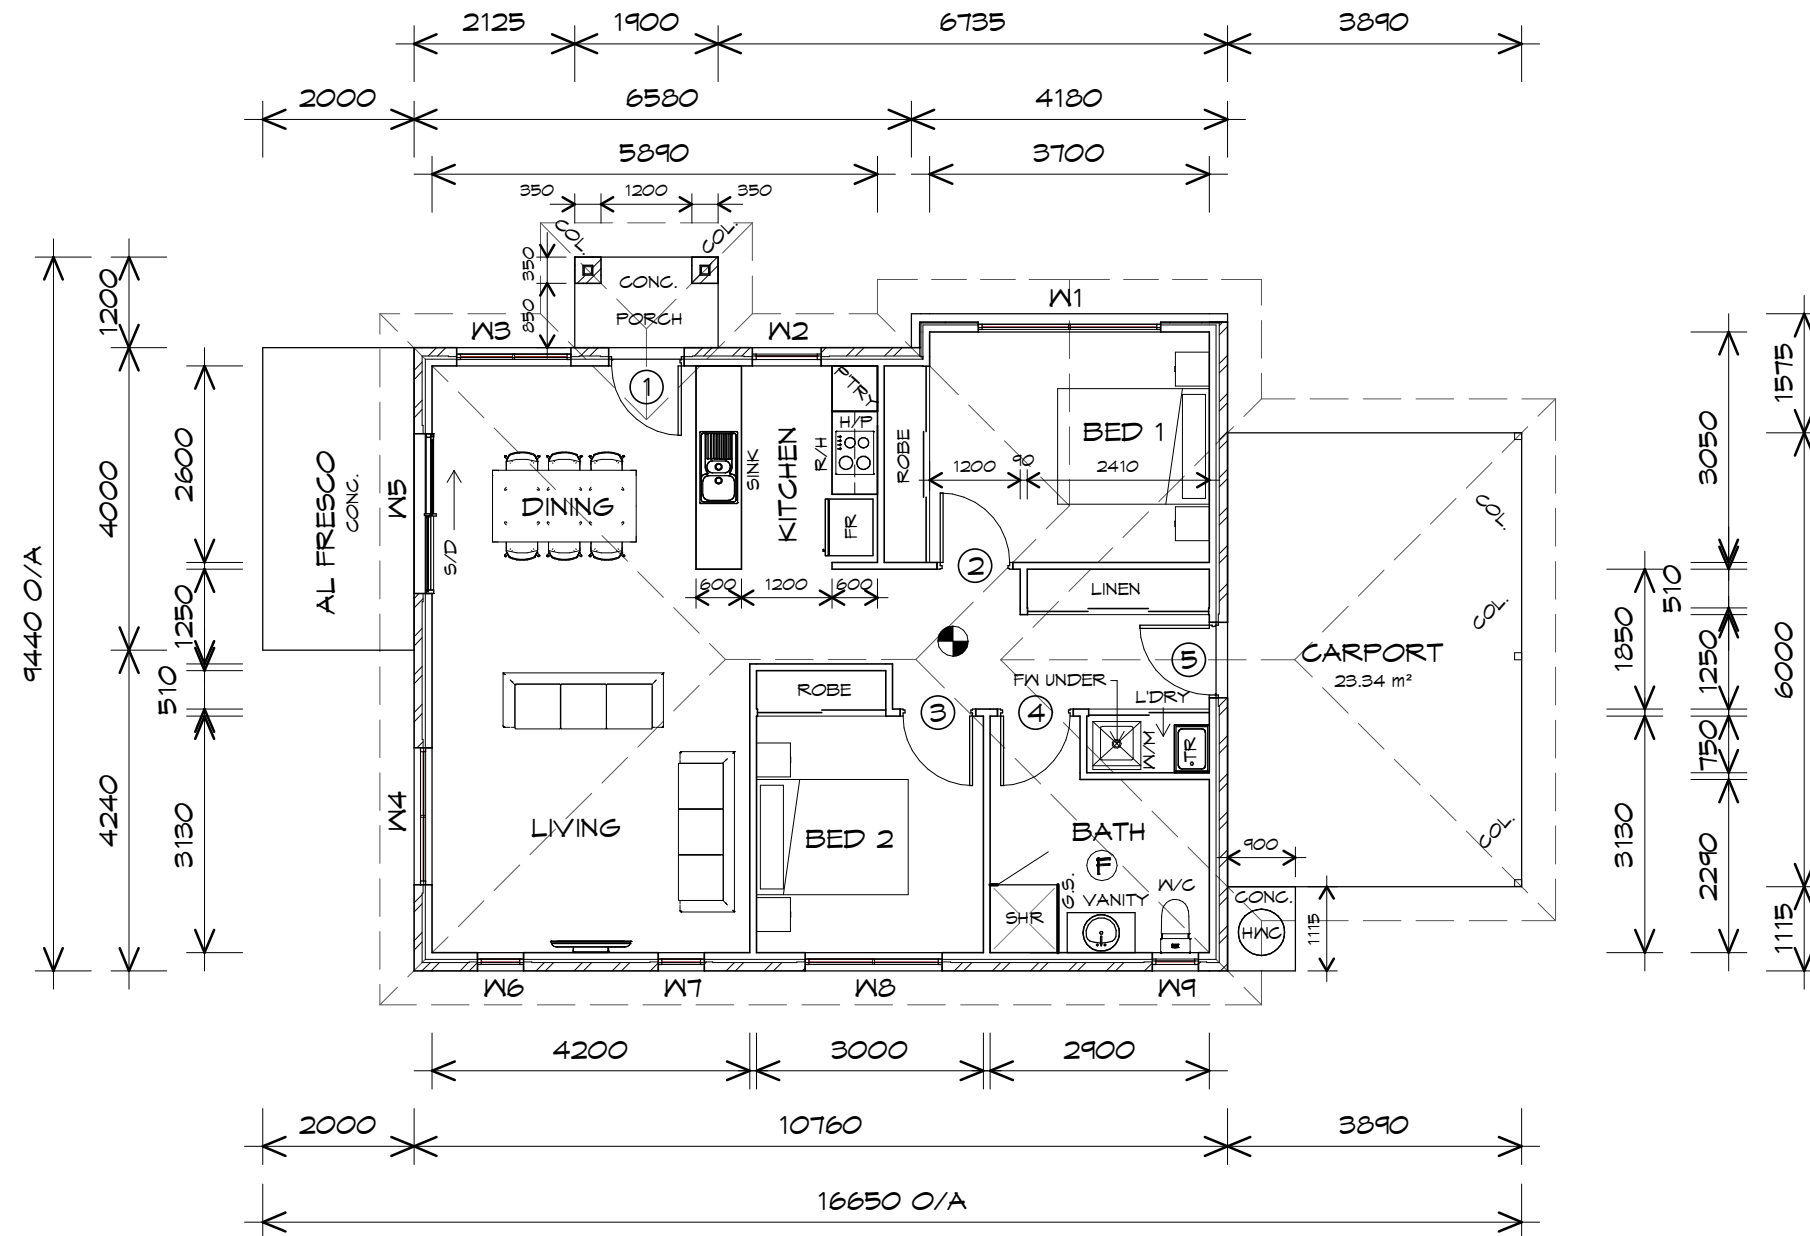 2125
1900
6735
3890
2000
6580
4180
5890
3700
350
1200
350
COL.
COL.
350
850
CONC.
PORCH
W3
W2
W1
9440 O/A
1200
4000
4240
2600
1250
510
3130
AL FRESCO
CONC.
W5
S/D
W4
1
DINING
SINK
KITCHEN
PTRY
H/P
R/H
FR
ROBE
BED 1
1200
90
2410
600
1200
600
2
LINEN
5
ROBE
3
4
FW UNDER
L'DRY
W/M
TR
LIVING
BED 2
BATH
F
G.S.
VANITY
W/C
SHR
CARPORT
23.34 m²
COL.
COL.
COL.
900
CONC.
HWC
1115
W6
W7
W8
W9
1850
3130
510
3050
1250
750
2290
1575
6000
1115
4200
3000
2900
2000
10760
3890
16650 O/A